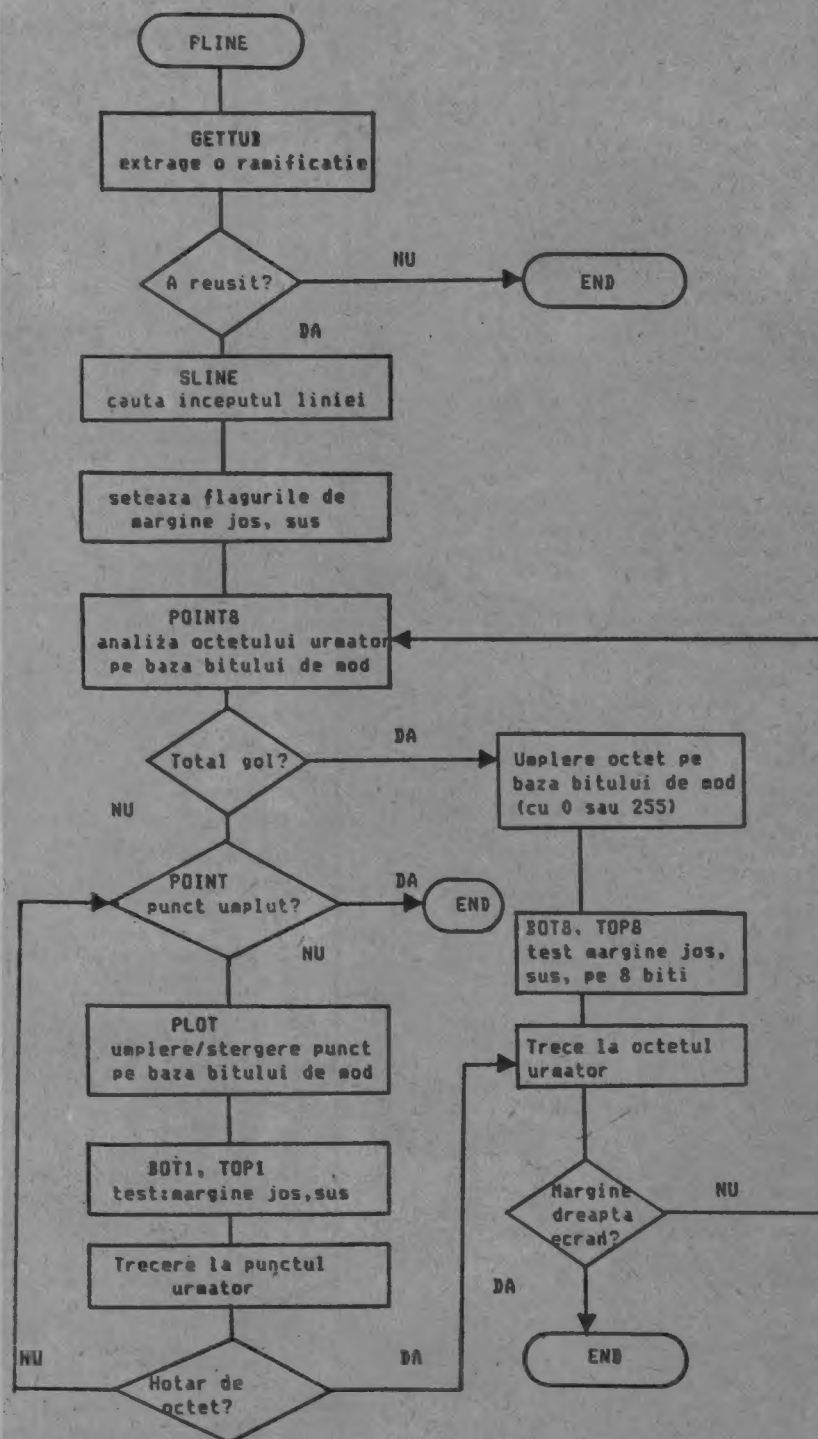 PLINE
GETTUB
extrage o ramificatie
A reusit?
NU
END
DA
SLINE
cauta inceputul liniei
seteaza flagurile de
margine jos, sus
POINT8
analiza octetului urmator
pe baza bitului de mod
Total gol?
DA
Umplere octet pe
baza bitului de mod
(cu 0 sau 255)
NU
POINT
punct umplut?
DA
END
NU
BOT8, TOP8
test margine jos,
sus, pe 8 biti
PLOT
umplere/stergere punct
pe baza bitului de mod
Trece la octetul
urmator
BOT1, TOP1
test:margine jos,sus
Margine
dreapta
ecran?
NU
Trecere la punctul
urmator
DA
NU
Hotar de
octet?
DA
END